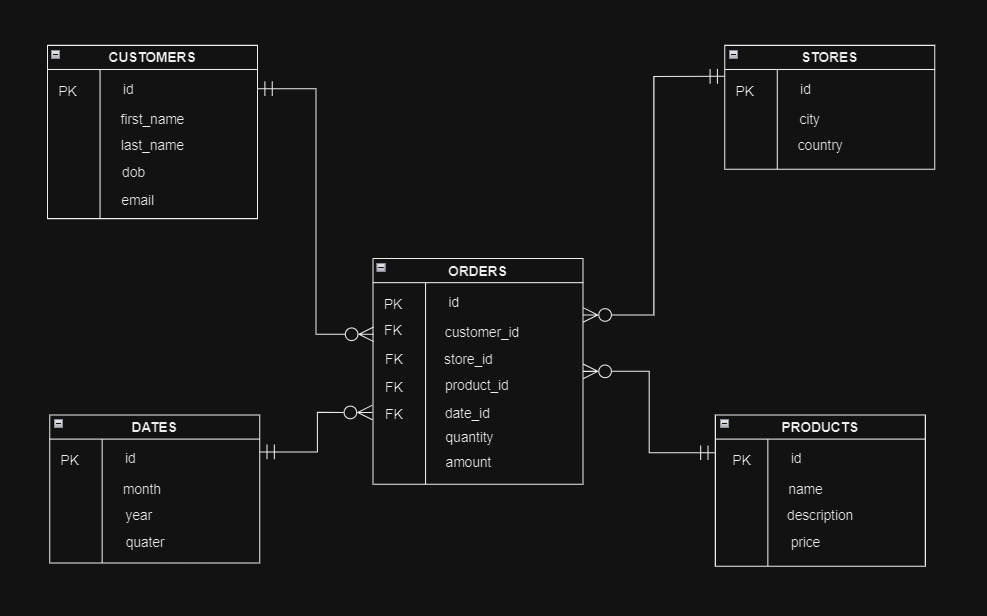 CUSTOMERS
PK id
first_name
last_name
dob
email
STORES
PK id
city
country
ORDERS
PK id
FK customer_id
FK store_id
FK product_id
FK date_id
quantity
amount
DATES
PK id
month
year
quater
PRODUCTS
PK id
name
description
price